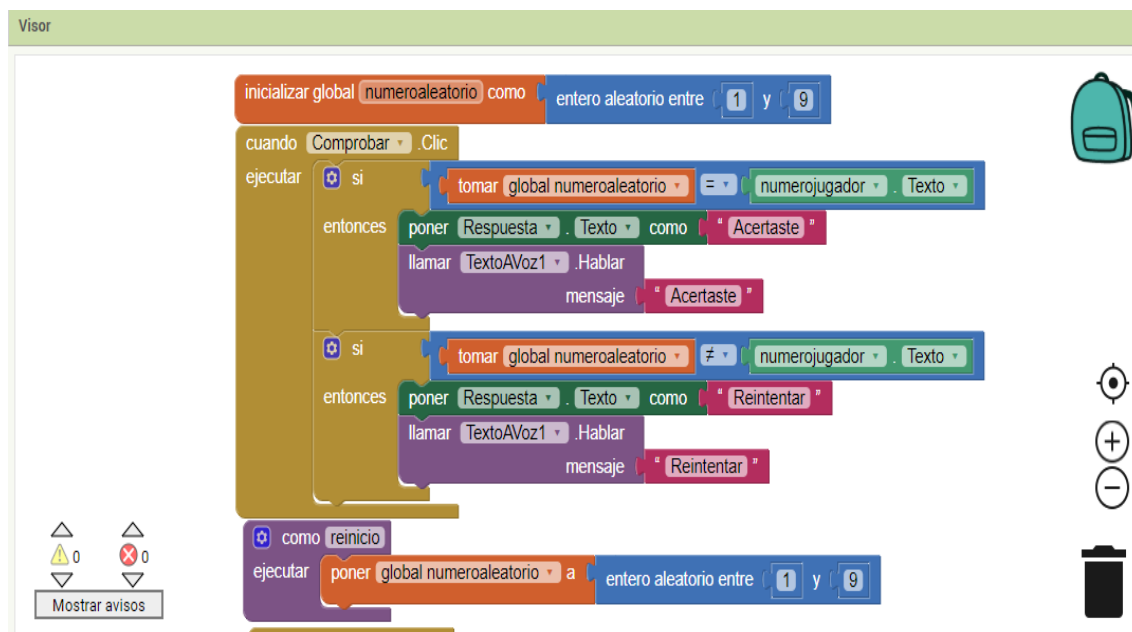 Visor
inicializar global numeroaleatorio como entero aleatorio entre 1 y 9
cuando Comprobar .Clic
ejecutar si tomar global numeroaleatorio = numerojugador . Texto
entonces poner Respuesta . Texto como " Acertaste "
llamar TextoAVoz1 .Hablar
mensaje " Acertaste "
si tomar global numeroaleatorio ≠ numerojugador . Texto
entonces poner Respuesta . Texto como " Reintentar "
llamar TextoAVoz1 .Hablar
mensaje " Reintentar "
como reinicio
ejecutar poner global numeroaleatorio a entero aleatorio entre 1 y 9
0 0
Mostrar avisos